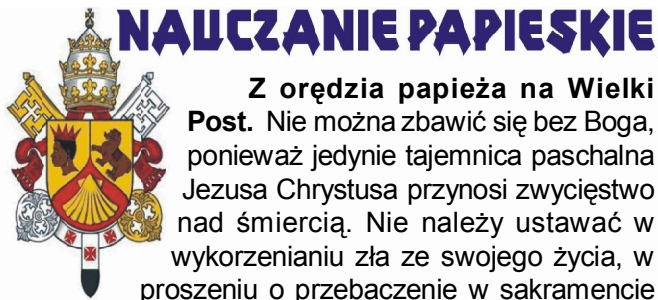 NAUCZANIE PAPIESKIE
Z orędzia papieża na Wielki
Post. Nie można zbawić się bez Boga,
ponieważ jedynie tajemnica paschalna
Jezusa Chrystusa przynosi zwycięstwo
nad śmiercią. Nie należy ustawać w
wykorzenianiu zła ze swojego życia, w
proszeniu o przebaczenie w sakramencie